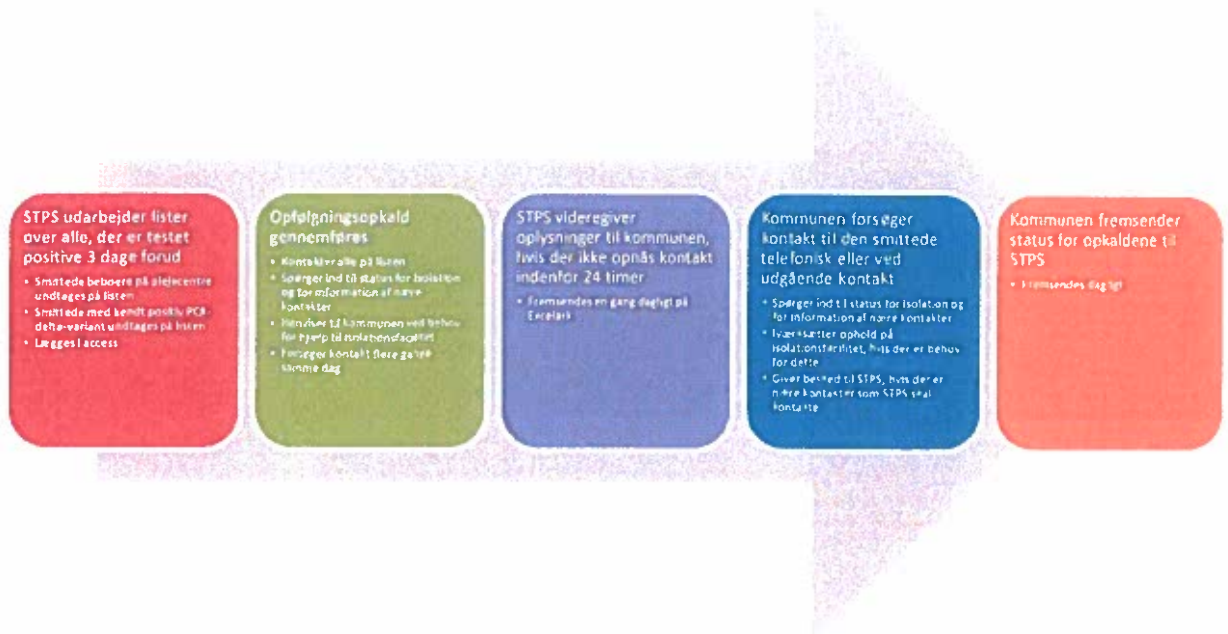 STPS udarbejder lister
over alle, der er testet
positive 3 dage forud
• Smittede beboere på plejecentre
undtages på listen
• Smittede med kendt positiv PCR
delta-variant undtages på listen
• Lægges i access
Opfølgningsopkald
gennemføres
• Kontakter alle på listen
• Spørger ind til status for isolation
og for information af nære
kontakter
• Henviser til kommunen ved behov
for hjælp til isolationsfacilitet
• Forsøger kontakt flere gange
samme dag
STPS videregiver
oplysninger til kommunen,
hvis der ikke opnås kontakt
indenfor 24 timer
• Fremsendes en gang dagligt på
Excelark
Kommunen forsøger
kontakt til den smittede
telefonisk eller ved
udgående kontakt
• Spørger ind til status for isolation og
for information af nære kontakter
• Iværksætter ophold på
isolationsfacilitet, hvis der er behov
for dette
• Giver besked til STPS, hvis der er
nære kontakter som STPS skal
kontakte
Kommunen fremsender
status for opkaldene til
STPS
• Fremsendes dagligt